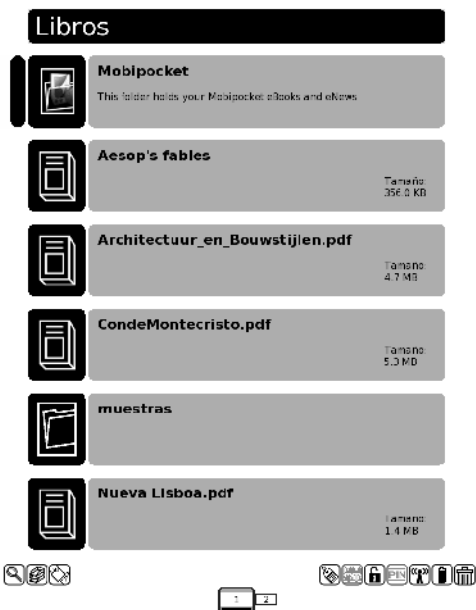 Libros
Mobipocket
This folder holds your Mobipocket eBooks and eNews
Aesop's fables
Tamaño:
356.0 KB
Architectuur_en_Bouwstijlen.pdf
Tamaño:
4.7 MB
CondeMontecristo.pdf
Tamaño:
5.3 MB
muestras
Nueva Lisboa.pdf
Tamaño:
1.4 MB
PIN
1 2